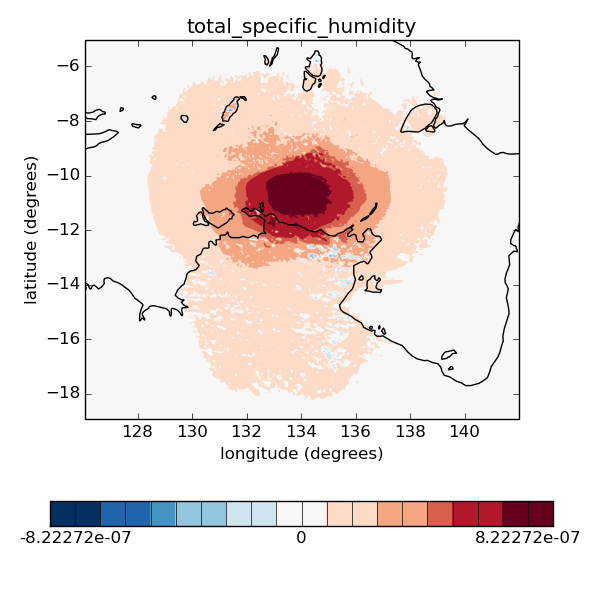 total_specific_humidity
−6
−8
−10
−12
−14
−16
−18
latitude (degrees)
128 130 132 134 136 138 140
longitude (degrees)
-8.22272e-07 0 8.22272e-07